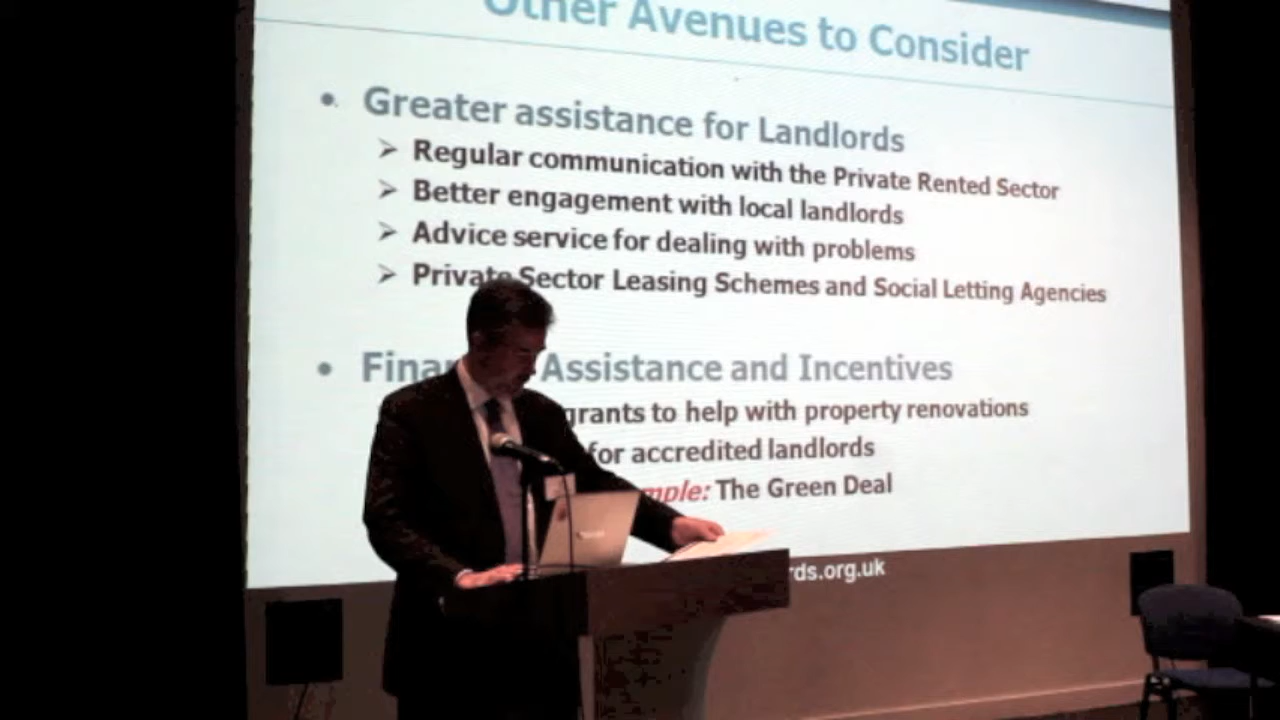 Other Avenues to Consider
• Greater assistance for Landlords
➢ Regular communication with the Private Rented Sector
➢ Better engagement with local landlords
➢ Advice service for dealing with problems
➢ Private Sector Leasing Schemes and Social Letting Agencies
• Fina Assistance and Incentives
grants to help with property renovations
for accredited landlords
mple: The Green Deal
rds.org.uk